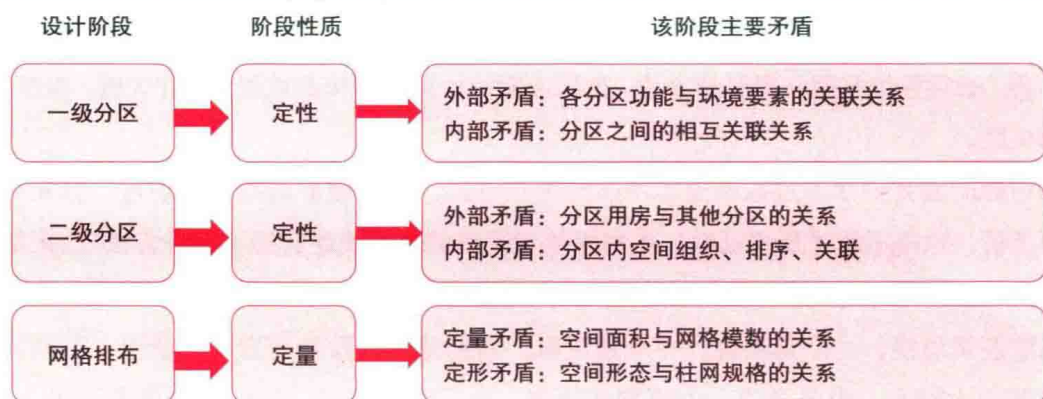 设计阶段 阶段性质 该阶段主要矛盾
一级分区 定性 外部矛盾：各分区功能与环境要素的关联关系
内部矛盾：分区之间的相互关联关系
二级分区 定性 外部矛盾：分区用房与其他分区的关系
内部矛盾：分区内空间组织、排序、关联
网格排布 定量 定量矛盾：空间面积与网格模数的关系
定形矛盾：空间形态与柱网规格的关系